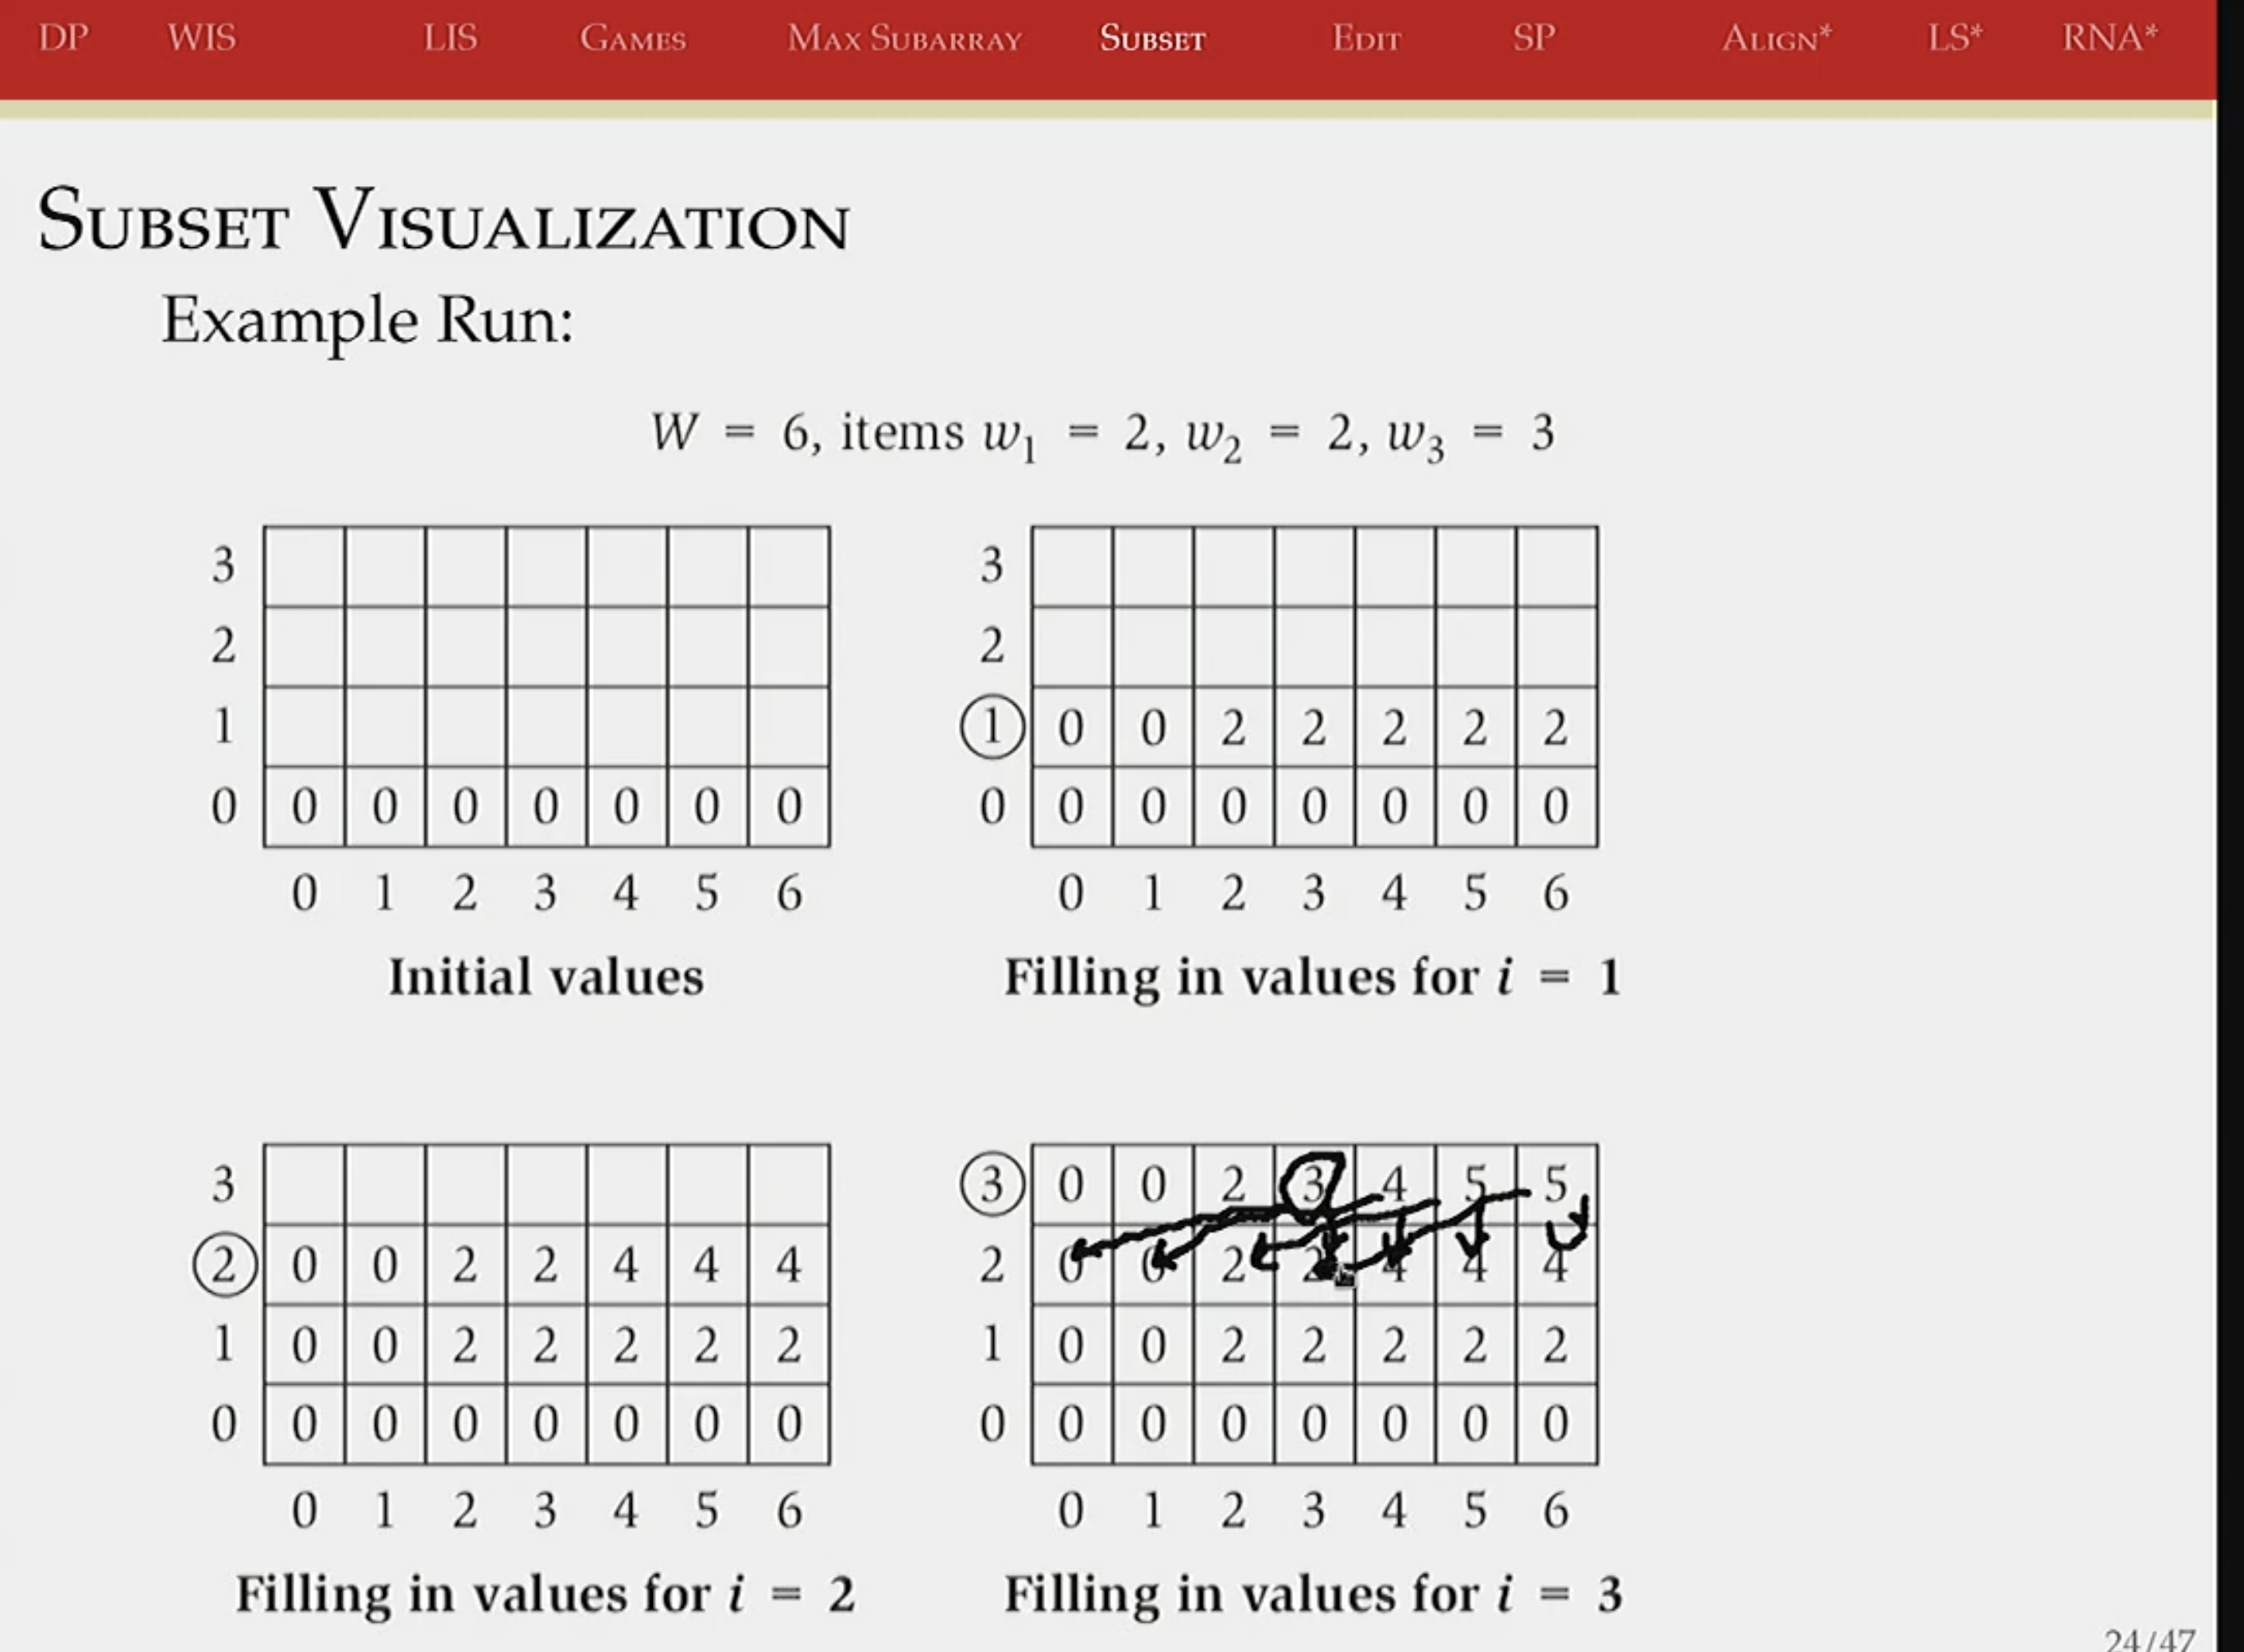 DP WIS LIS GAMES MAX SUBARRAY SUBSET EDIT SP ALIGN* LS* RNA*
SUBSET VISUALIZATION
Example Run:
W = 6, items w₁ = 2, w₂ = 2, w₃ = 3
3
2
1
0 0 0 0 0 0 0 0
0 1 2 3 4 5 6
Initial values
3
2
1 0 0 2 2 2 2 2
0 0 0 0 0 0 0 0
0 1 2 3 4 5 6
Filling in values for i = 1
3
2 0 0 2 2 4 4 4
1 0 0 2 2 2 2 2
0 0 0 0 0 0 0 0
0 1 2 3 4 5 6
Filling in values for i = 2
3 0 0 2 3 4 5 5
2 0 0 2 2 4 4 4
1 0 0 2 2 2 2 2
0 0 0 0 0 0 0 0
0 1 2 3 4 5 6
Filling in values for i = 3
24/47